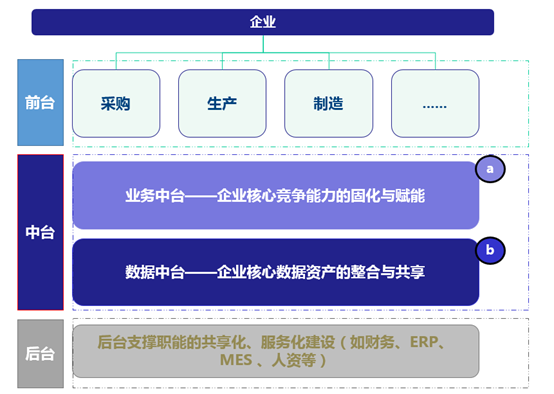 企业
前台
采购
生产
制造
……
中台
业务中台——企业核心竞争能力的固化与赋能
a
数据中台——企业核心数据资产的整合与共享
b
后台
后台支撑职能的共享化、服务化建设（如财务、ERP、
MES 、人资等）